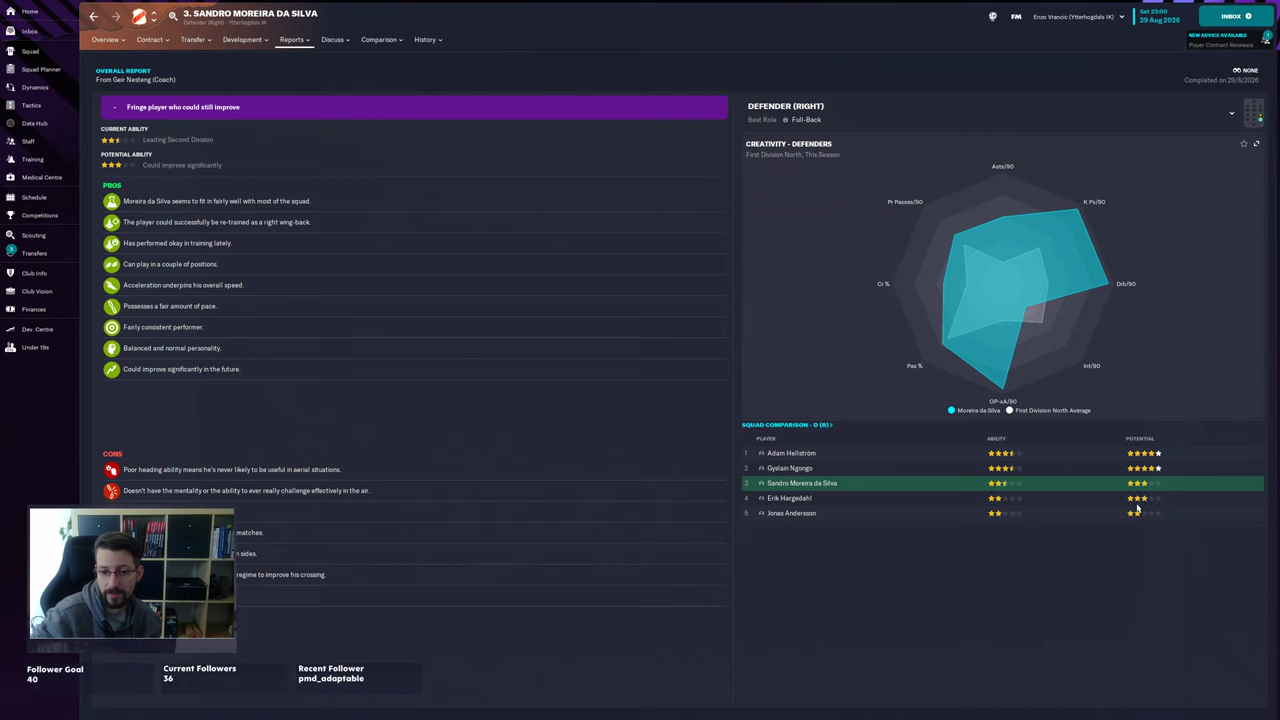 Home
Inbox
Squad
Squad Planner
Dynamics
Tactics
Data Hub
Staff
Training
Medical Centre
Schedule
Competitions
Scouting
3
Transfers
Club Info
Club Vision
Finances
Dev. Centre
Under 19s
3. SANDRO MOREIRA DA SILVA
Defender (Right) - Ytterhogdals IK
FM
Enzo Vrancic (Ytterhogdals IK)
Sat 23:00
29 Aug 2026
INBOX
NEW ADVICE AVAILABLE
Player Contract Renewals
1
Overview
Contract
Transfer
Development
Reports
Discuss
Comparison
History
OVERALL REPORT
From Geir Nesteng (Coach)
NONE
Completed on 29/8/2026
- Fringe player who could still improve
CURRENT ABILITY
Leading Second Division
POTENTIAL ABILITY
Could improve significantly
PROS
Moreira da Silva seems to fit in fairly well with most of the squad.
The player could successfully be re-trained as a right wing-back.
Has performed okay in training lately.
Can play in a couple of positions.
Acceleration underpins his overall speed.
Possesses a fair amount of pace.
Fairly consistent performer.
Balanced and normal personality.
Could improve significantly in the future.
CONS
Poor heading ability means he's never likely to be useful in aerial situations.
Doesn't have the mentality or the ability to ever really challenge effectively in the air.
matches.
sides.
regime to improve his crossing.
DEFENDER (RIGHT)
Best Role Full-Back
CREATIVITY - DEFENDERS
First Division North, This Season
Asts/90
Pr Passes/90
K Ps/90
Cr %
Drb/90
Pas %
Int/90
OP-xA/90
Moreira da Silva
First Division North Average
SQUAD COMPARISON - D (R) >
PLAYER ABILITY POTENTIAL
1 Adam Hellström
2 Gyslain Ngongo
3 Sandro Moreira da Silva
4 Erik Hargedahl
5 Jonas Andersson
Follower Goal
40
Current Followers
36
Recent Follower
pmd_adaptable